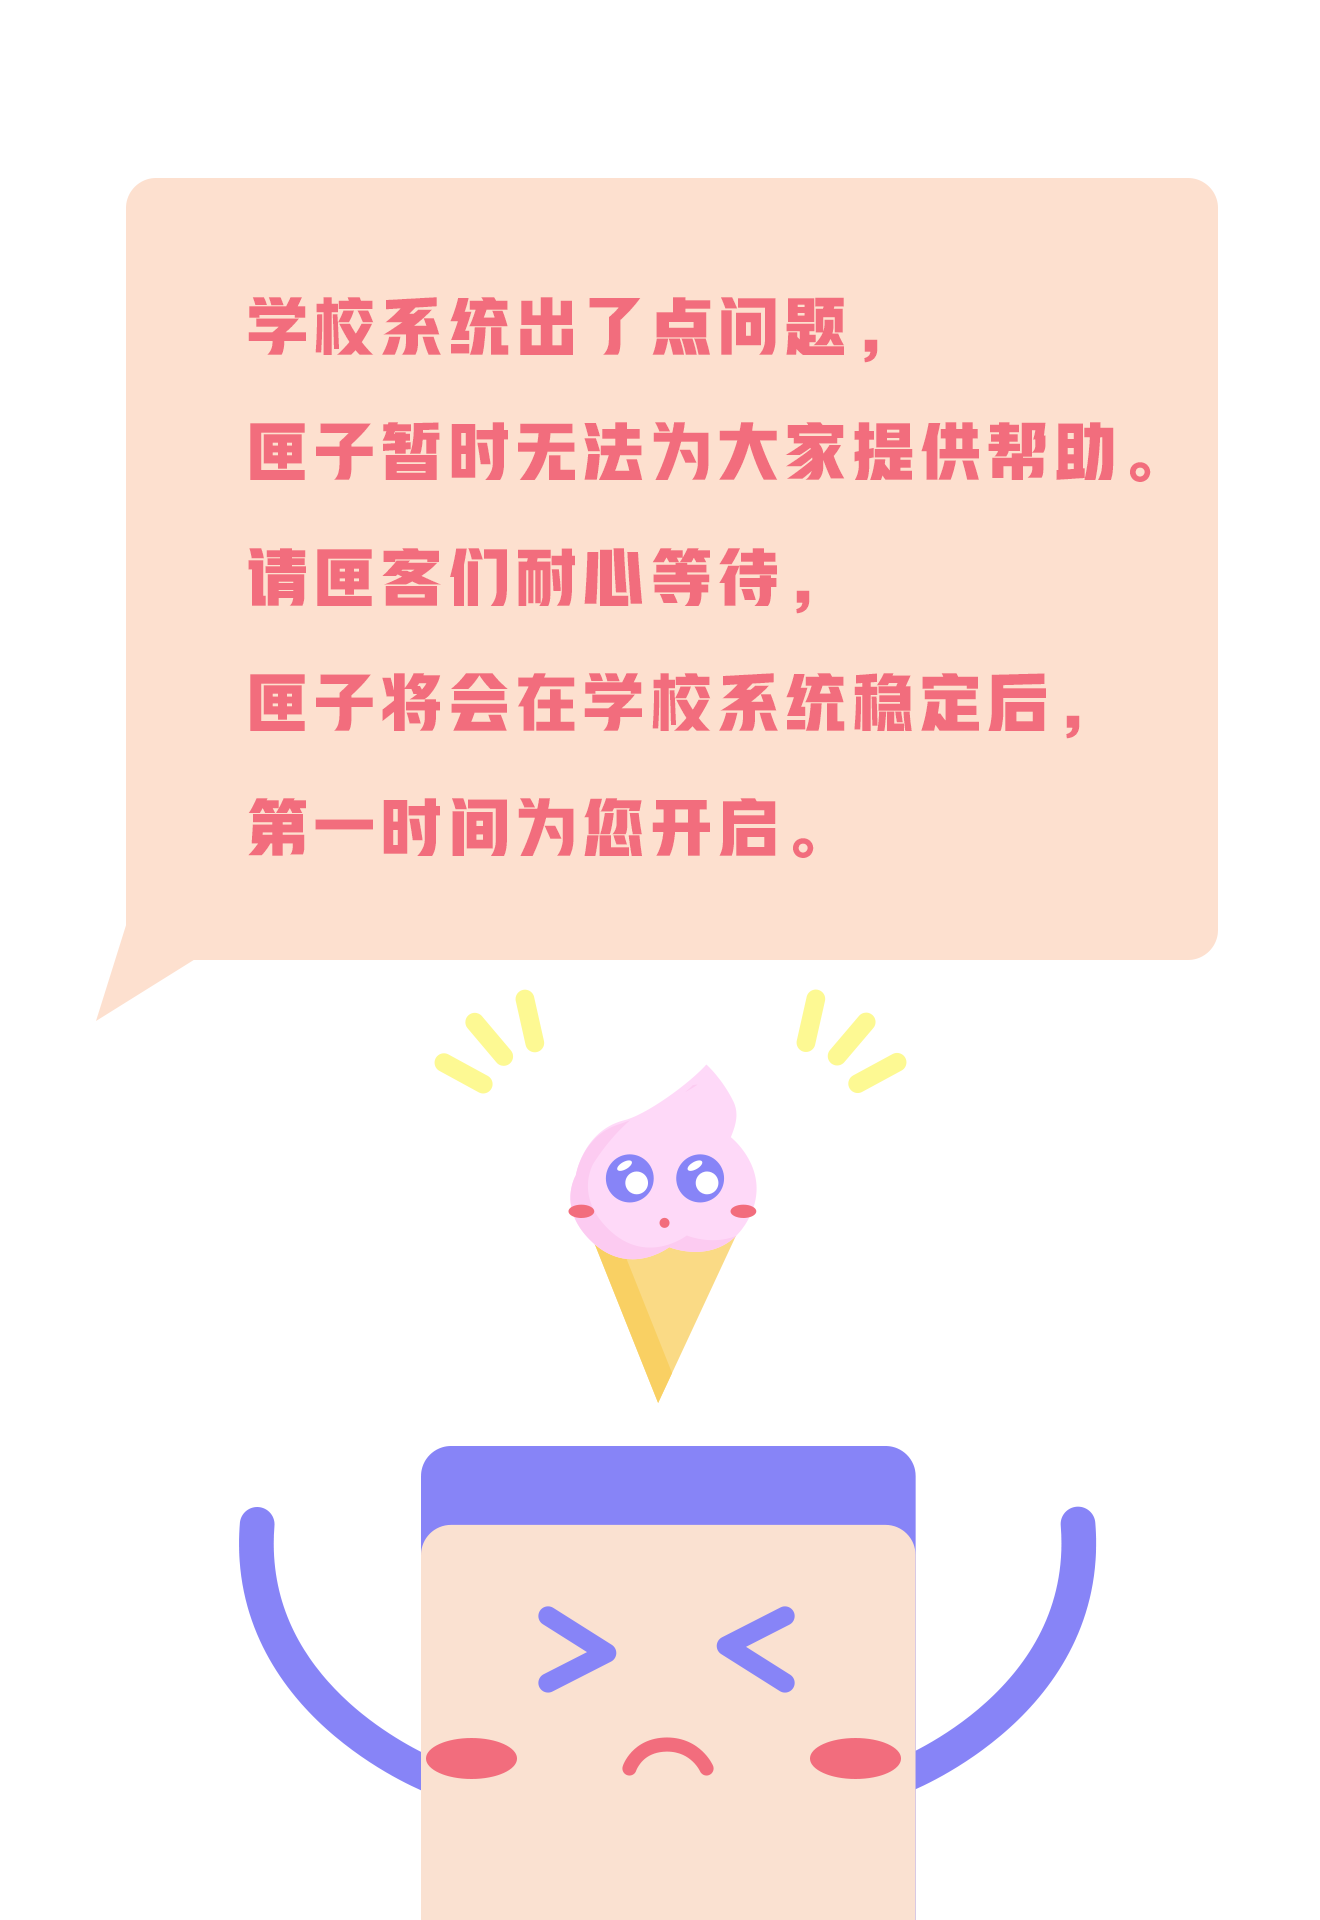 学校系统出了点问题，
匣子暂时无法为大家提供帮助。
请匣客们耐心等待，
匣子将会在学校系统稳定后，
第一时间为您开启。